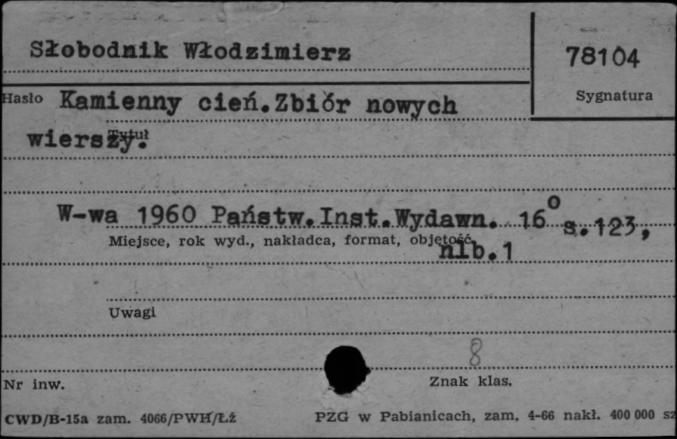 Słobodnik Włodzimierz
78104
Hasło Kamienny cień.Zbiór nowych
Sygnatura
wierszy.
Tytuł
W-wa 1960 Państw.Inst.Wydawn. 16° s.123,
Miejsce, rok wyd., nakładca, format, objętość
nlb.1
Uwagi
8
Nr inw.
Znak klas.
CWD/B-15a zam. 4066/PWH/Łź
PZG w Pabianicach, zam. 4-66 nakł. 400 000 sz